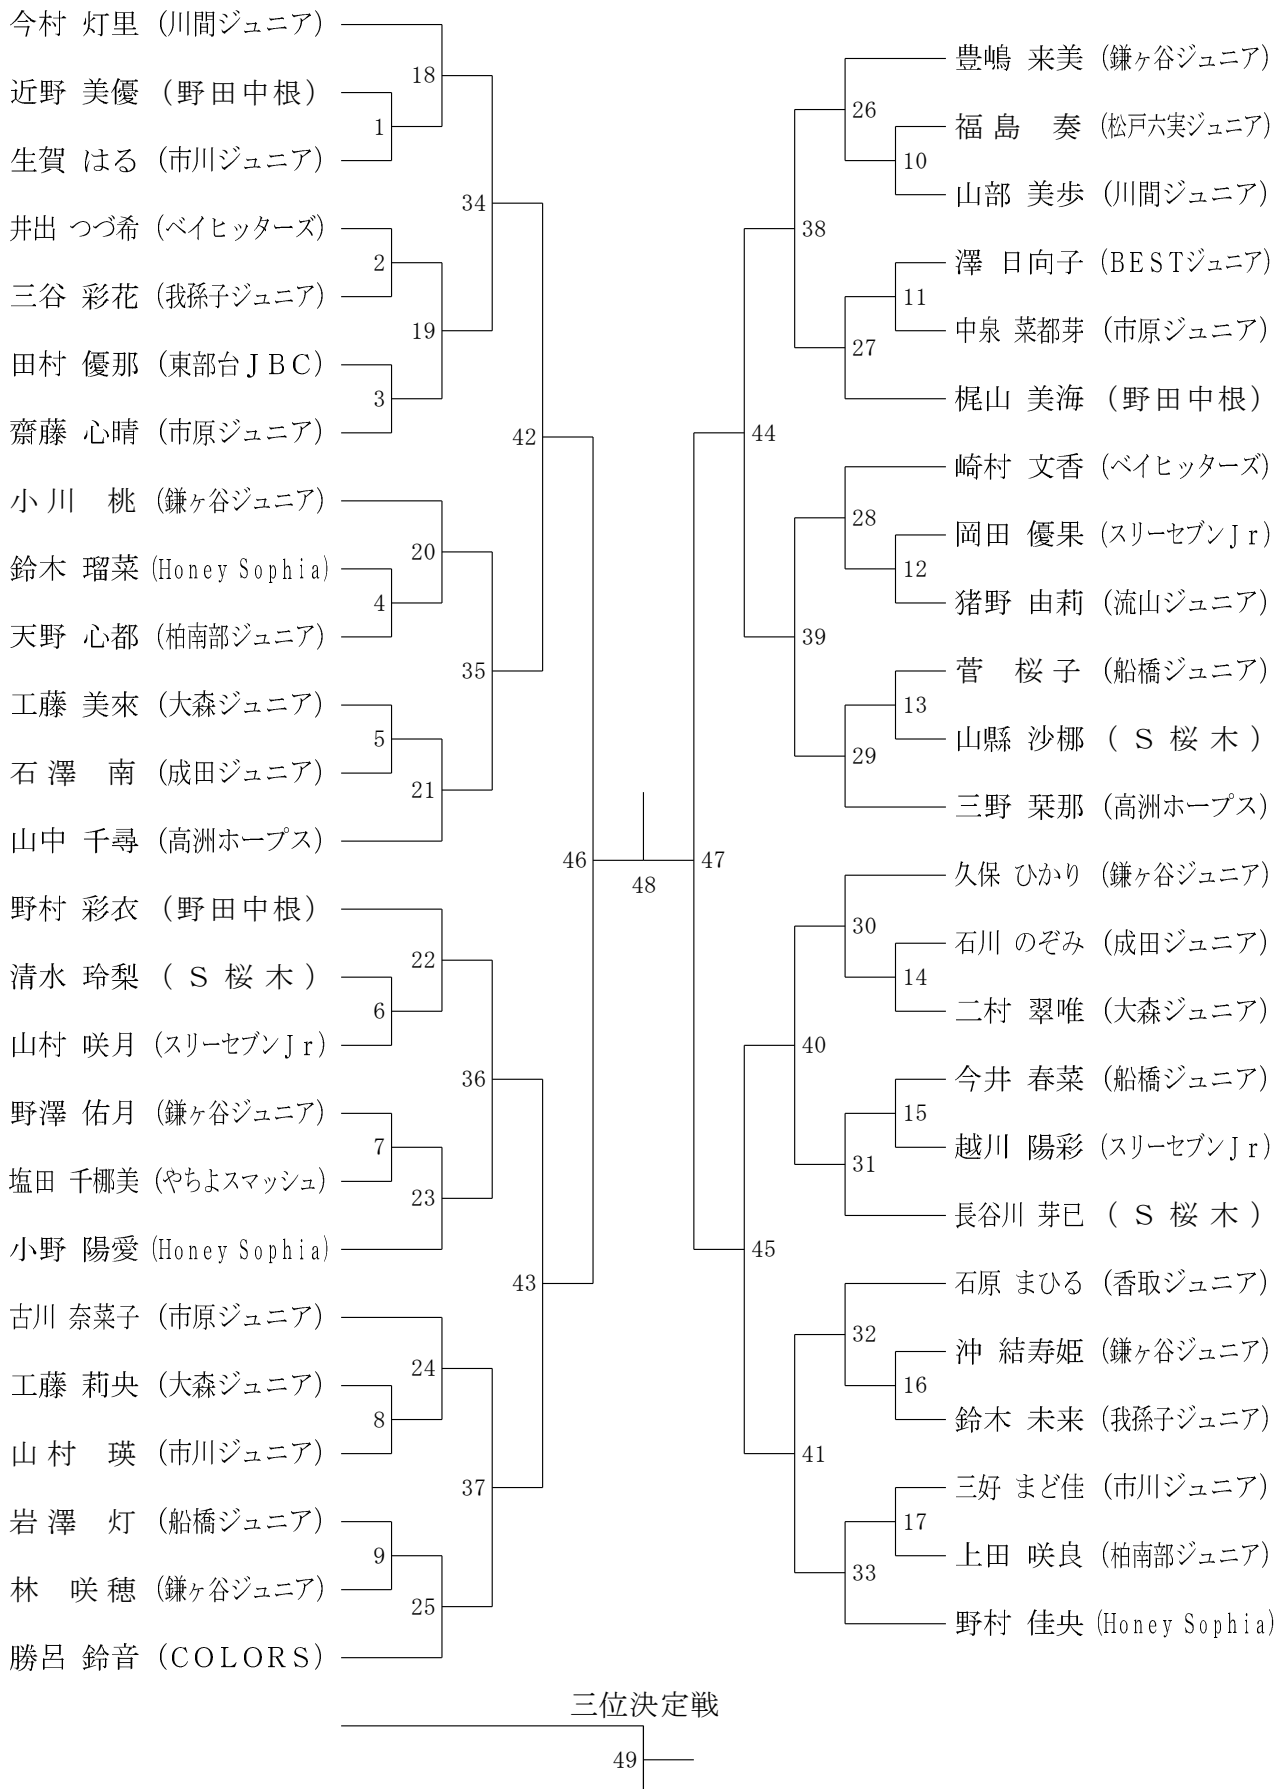 今村 灯里 (川間ジュニア)
近野 美優 (野田中根)
生賀 はる (市川ジュニア)
井出 つづ希 (ベイヒッターズ)
三谷 彩花 (我孫子ジュニア)
田村 優那 (東部台ＪＢＣ)
齋藤 心晴 (市原ジュニア)
小川 桃 (鎌ヶ谷ジュニア)
鈴木 瑠菜 (Honey Sophia)
天野 心都 (柏南部ジュニア)
工藤 美來 (大森ジュニア)
石澤 南 (成田ジュニア)
山中 千尋 (高洲ホープス)
野村 彩衣 (野田中根)
清水 玲梨 (Ｓ桜木)
山村 咲月 (スリーセブンＪｒ)
野澤 佑月 (鎌ヶ谷ジュニア)
塩田 千梛美 (やちよスマッシュ)
小野 陽愛 (Honey Sophia)
古川 奈菜子 (市原ジュニア)
工藤 莉央 (大森ジュニア)
山村 瑛 (市川ジュニア)
岩澤 灯 (船橋ジュニア)
林 咲穂 (鎌ヶ谷ジュニア)
勝呂 鈴音 (COLORS)
1
2
3
4
5
6
7
8
9
18
19
20
21
22
23
24
25
34
35
36
37
42
43
46
48
47
44
45
38
39
40
41
26
27
28
29
30
31
32
33
10
11
12
13
14
15
16
17
豊嶋 来美 (鎌ヶ谷ジュニア)
福島 奏 (松戸六実ジュニア)
山部 美歩 (川間ジュニア)
澤 日向子 (BESTジュニア)
中泉 菜都芽 (市原ジュニア)
梶山 美海 (野田中根)
崎村 文香 (ベイヒッターズ)
岡田 優果 (スリーセブンＪｒ)
猪野 由莉 (流山ジュニア)
菅 桜子 (船橋ジュニア)
山縣 沙梛 (Ｓ桜木)
三野 栞那 (高洲ホープス)
久保 ひかり (鎌ヶ谷ジュニア)
石川 のぞみ (成田ジュニア)
二村 翠唯 (大森ジュニア)
今井 春菜 (船橋ジュニア)
越川 陽彩 (スリーセブンＪｒ)
長谷川 芽已 (Ｓ桜木)
石原 まひる (香取ジュニア)
沖 結寿姫 (鎌ヶ谷ジュニア)
鈴木 未来 (我孫子ジュニア)
三好 まど佳 (市川ジュニア)
上田 咲良 (柏南部ジュニア)
野村 佳央 (Honey Sophia)
三位決定戦
49